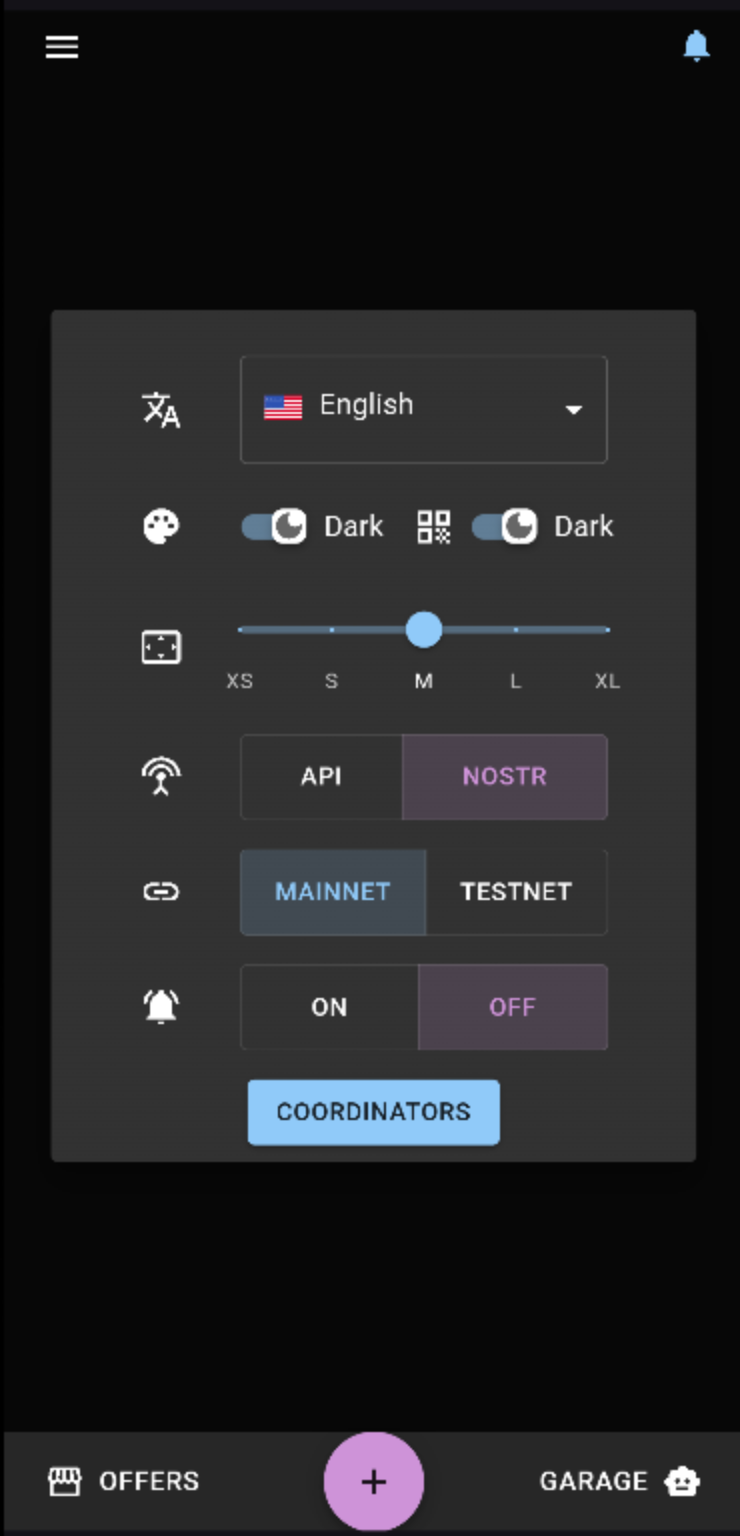 English
Dark Dark
XS S M L XL
API NOSTR
MAINNET TESTNET
ON OFF
COORDINATORS
OFFERS + GARAGE